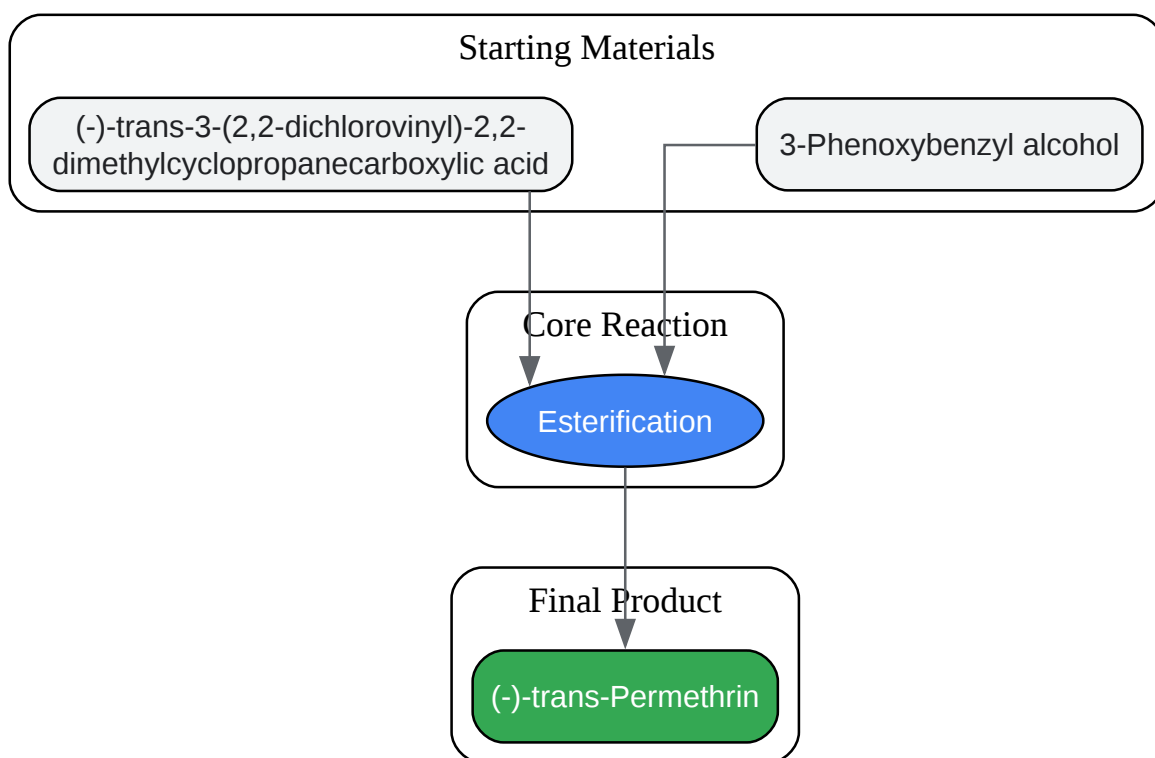 Starting Materials
(-)-trans-3-(2,2-dichlorovinyl)-2,2-
dimethylcyclopropanecarboxylic acid
3-Phenoxybenzyl alcohol
Core Reaction
Esterification
Final Product
(-)-trans-Permethrin